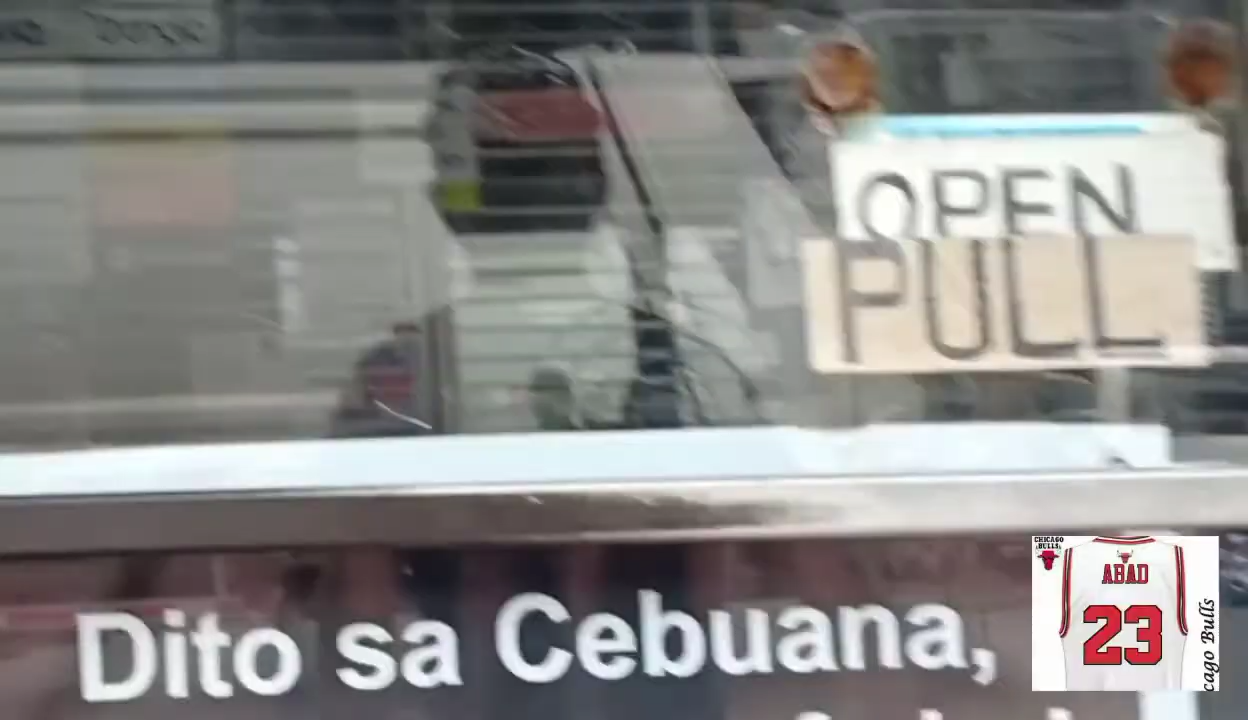 OPEN
PULL
Dito sa Cebuana,
CHICAGO
BULLS
ABAD
23
cago Bulls